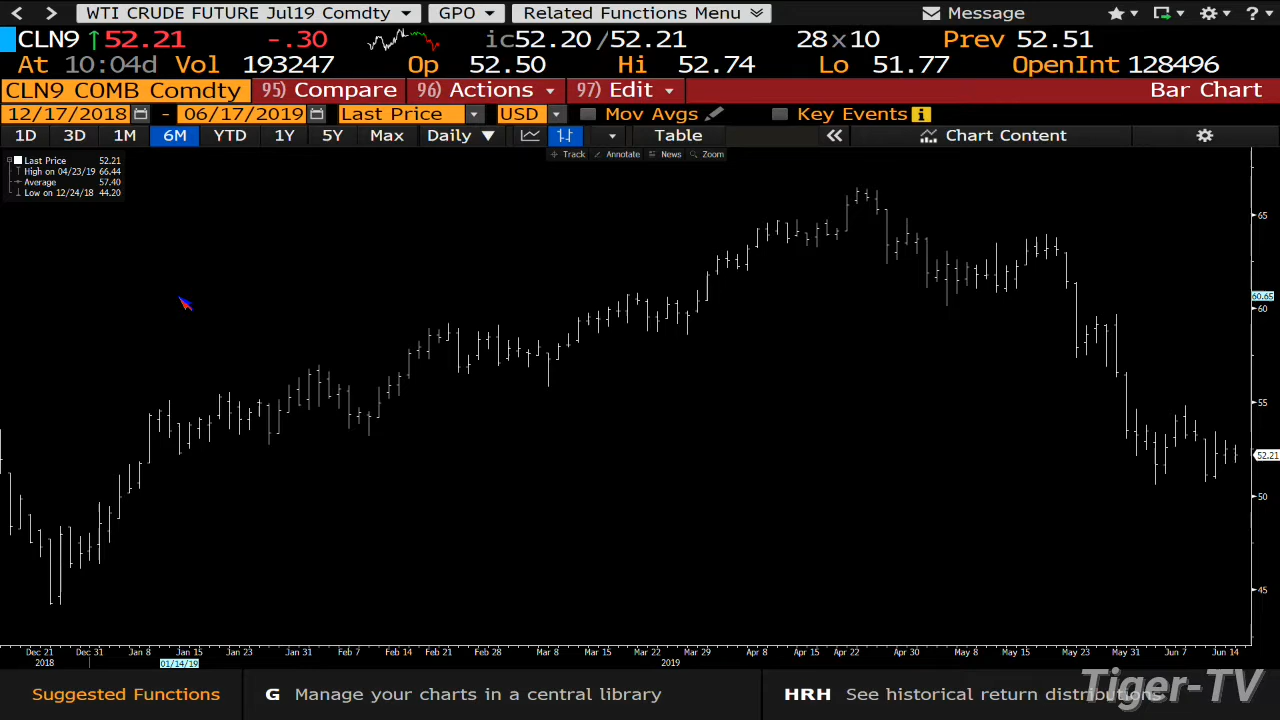 WTI CRUDE FUTURE Jul19 Comdty GPO Related Functions Menu Message ?
CLN9 ↑52.21 -.30 ic52.20/52.21 28x10 Prev 52.51
At 10:04d Vol 193247 Op 52.50 Hi 52.74 Lo 51.77 OpenInt 128496
CLN9 COMB Comdty 95) Compare 96) Actions 97) Edit Bar Chart
12/17/2018 - 06/17/2019 Last Price USD Mov Avgs Key Events i
1D 3D 1M 6M YTD 1Y 5Y Max Daily ▼ Table « Chart Content
Track Annotate News Zoom
Last Price 52.21
High on 04/23/19 66.44
Average 57.40
Low on 12/24/18 44.20
65
60.65
60
55
52.21
50
45
Dec 21 Dec 31 Jan 8 Jan 15 Jan 23 Jan 31 Feb 7 Feb 14 Feb 21 Feb 28 Mar 8 Mar 15 Mar 22 Mar 29 Apr 8 Apr 15 Apr 22 Apr 30 May 8 May 15 May 23 May 31 Jun 7 Jun 14
2018 01/14/19 2019
Suggested Functions G Manage your charts in a central library HRH See historical return distributions
Tiger-TV